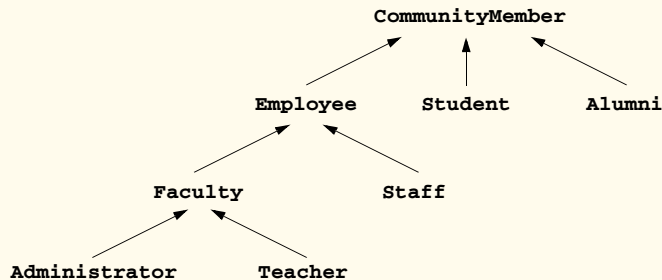 CommunityMember
Employee Student Alumni
Faculty Staff
Administrator Teacher